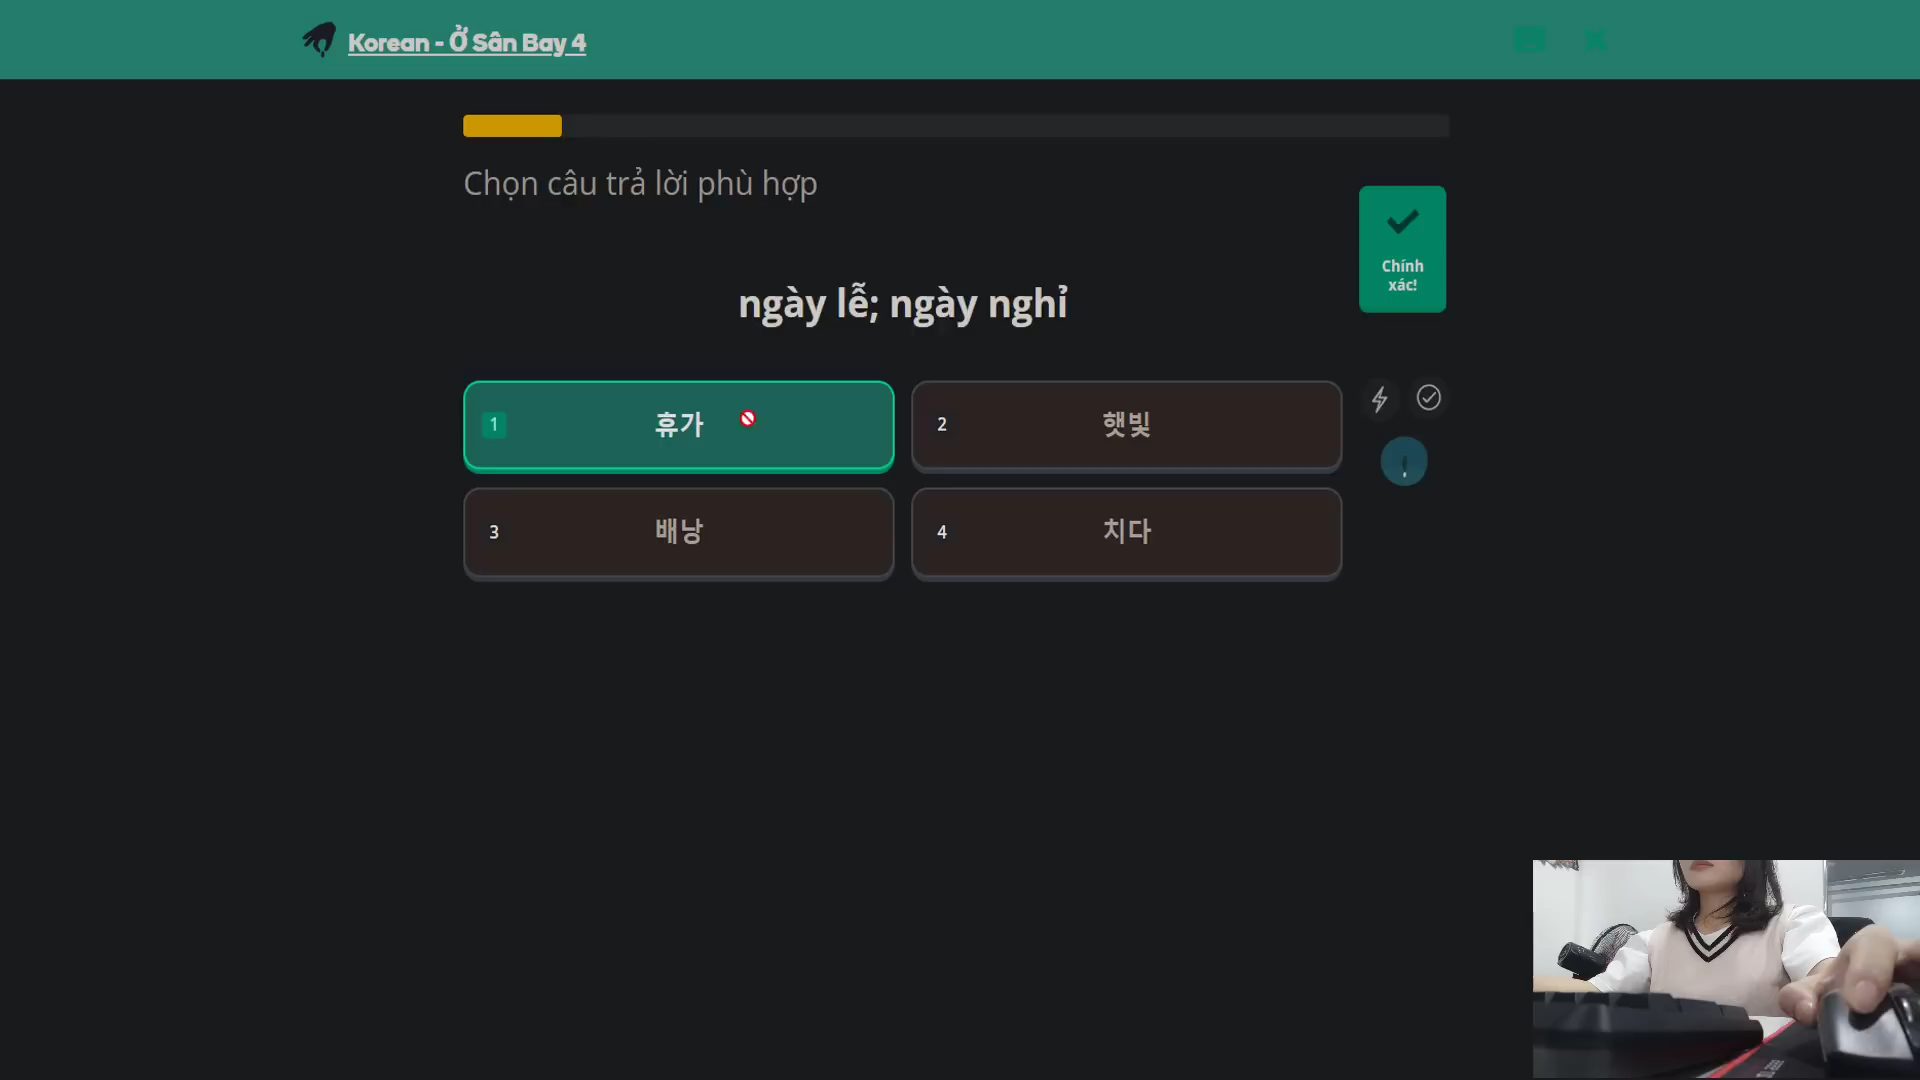 Korean - Ở Sân Bay 4
Chọn câu trả lời phù hợp
Chính
xác!
ngày lễ; ngày nghỉ
1 휴가
2 햇빛
3 배낭
4 치다